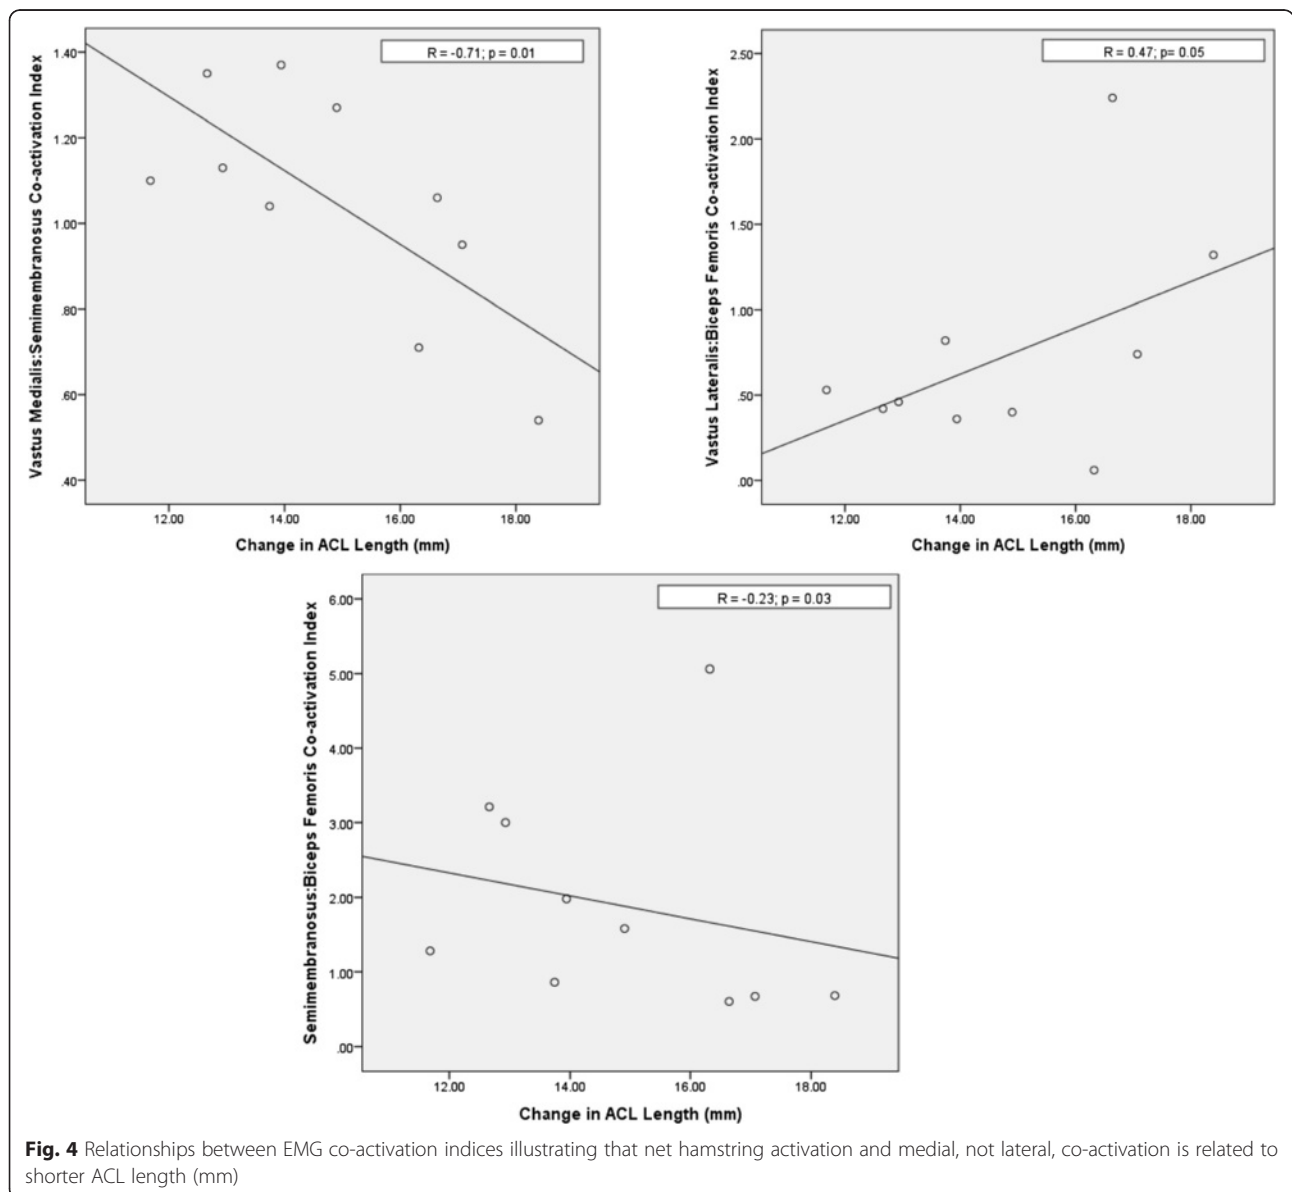 R = -0.71; p = 0.01
Vastus Medialis:Semimembranosus Co-activation Index
1.40
1.20
1.00
.80
.60
.40
12.00 14.00 16.00 18.00
Change in ACL Length (mm)
R = 0.47; p= 0.05
Vastus Lateralis:Biceps Femoris Co-activation Index
2.50
2.00
1.50
1.00
.50
.00
12.00 14.00 16.00 18.00
Change in ACL Length (mm)
R = -0.23; p = 0.03
Semimembranosus:Biceps Femoris Co-activation Index
6.00
5.00
4.00
3.00
2.00
1.00
.00
12.00 14.00 16.00 18.00
Change in ACL Length (mm)
Fig. 4 Relationships between EMG co-activation indices illustrating that net hamstring activation and medial, not lateral, co-activation is related to
shorter ACL length (mm)